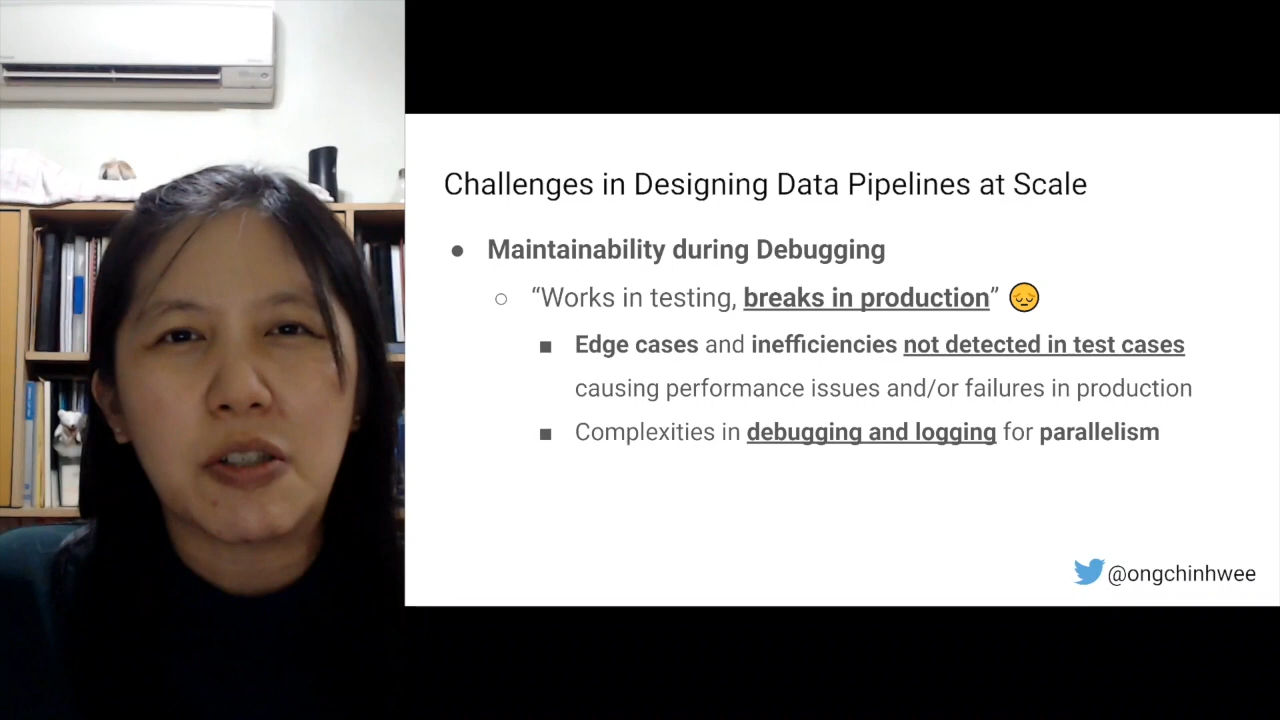 Challenges in Designing Data Pipelines at Scale
● Maintainability during Debugging
○ “Works in testing, breaks in production” 😔
■ Edge cases and inefficiencies not detected in test cases
causing performance issues and/or failures in production
■ Complexities in debugging and logging for parallelism
@ongchinhwee